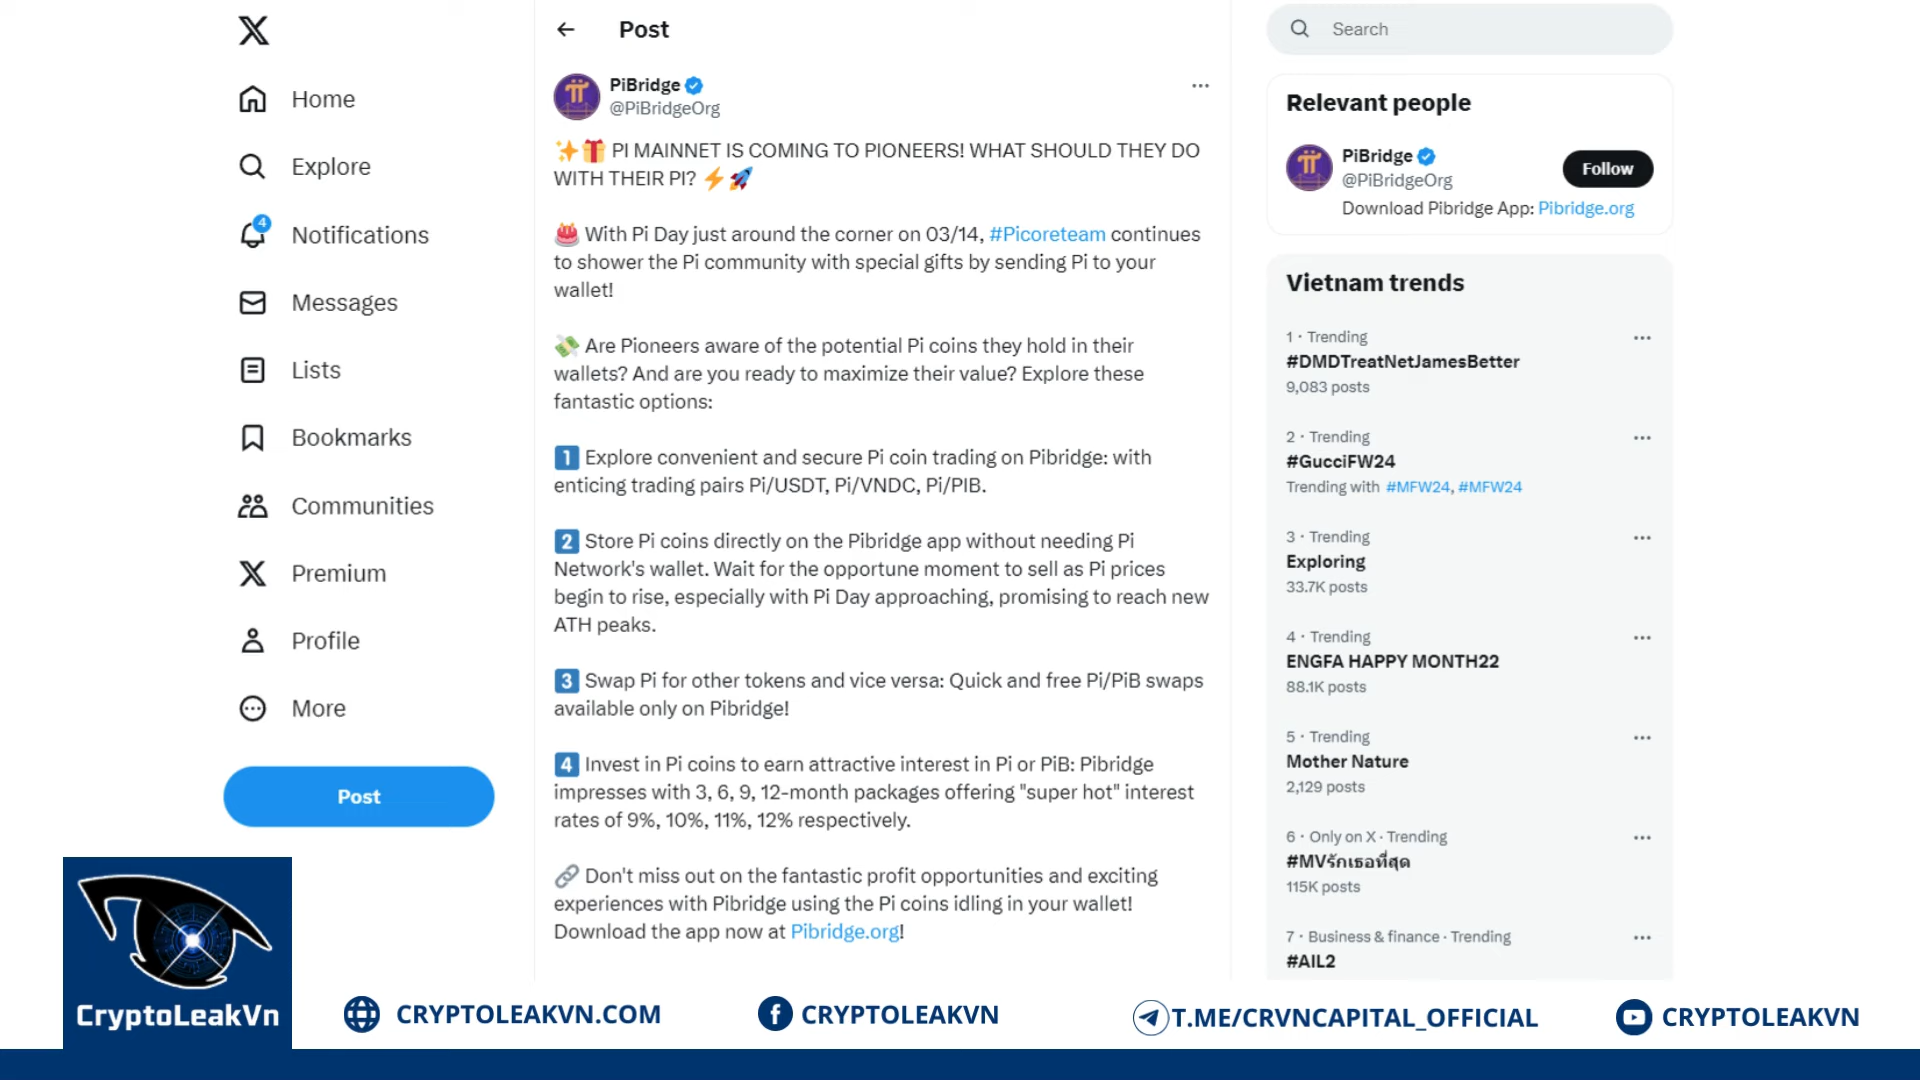 Home
Explore
4
Notifications
Messages
Lists
Bookmarks
Communities
Premium
Profile
More
Post
Post
PiBridge
@PiBridgeOrg
✨🎁 PI MAINNET IS COMING TO PIONEERS! WHAT SHOULD THEY DO
WITH THEIR PI? ⚡🚀
🎂 With Pi Day just around the corner on 03/14, #Picoreteam continues
to shower the Pi community with special gifts by sending Pi to your
wallet!
💸 Are Pioneers aware of the potential Pi coins they hold in their
wallets? And are you ready to maximize their value? Explore these
fantastic options:
1 Explore convenient and secure Pi coin trading on Pibridge: with
enticing trading pairs Pi/USDT, Pi/VNDC, Pi/PIB.
2 Store Pi coins directly on the Pibridge app without needing Pi
Network's wallet. Wait for the opportune moment to sell as Pi prices
begin to rise, especially with Pi Day approaching, promising to reach new
ATH peaks.
3 Swap Pi for other tokens and vice versa: Quick and free Pi/PiB swaps
available only on Pibridge!
4 Invest in Pi coins to earn attractive interest in Pi or PiB: Pibridge
impresses with 3, 6, 9, 12-month packages offering "super hot" interest
rates of 9%, 10%, 11%, 12% respectively.
🔗 Don't miss out on the fantastic profit opportunities and exciting
experiences with Pibridge using the Pi coins idling in your wallet!
Download the app now at Pibridge.org!
Search
Relevant people
PiBridge
@PiBridgeOrg
Follow
Download Pibridge App: Pibridge.org
Vietnam trends
1 · Trending
#DMDTreatNetJamesBetter
9,083 posts
2 · Trending
#GucciFW24
Trending with #MFW24, #MFW24
3 · Trending
Exploring
33.7K posts
4 · Trending
ENGFA HAPPY MONTH22
88.1K posts
5 · Trending
Mother Nature
2,129 posts
6 · Only on X · Trending
#MVรักเธอที่สุด
115K posts
7 · Business & finance · Trending
#AIL2
CryptoLeakVn
CRYPTOLEAKVN.COM
CRYPTOLEAKVN
T.ME/CRVNCAPITAL_OFFICIAL
CRYPTOLEAKVN